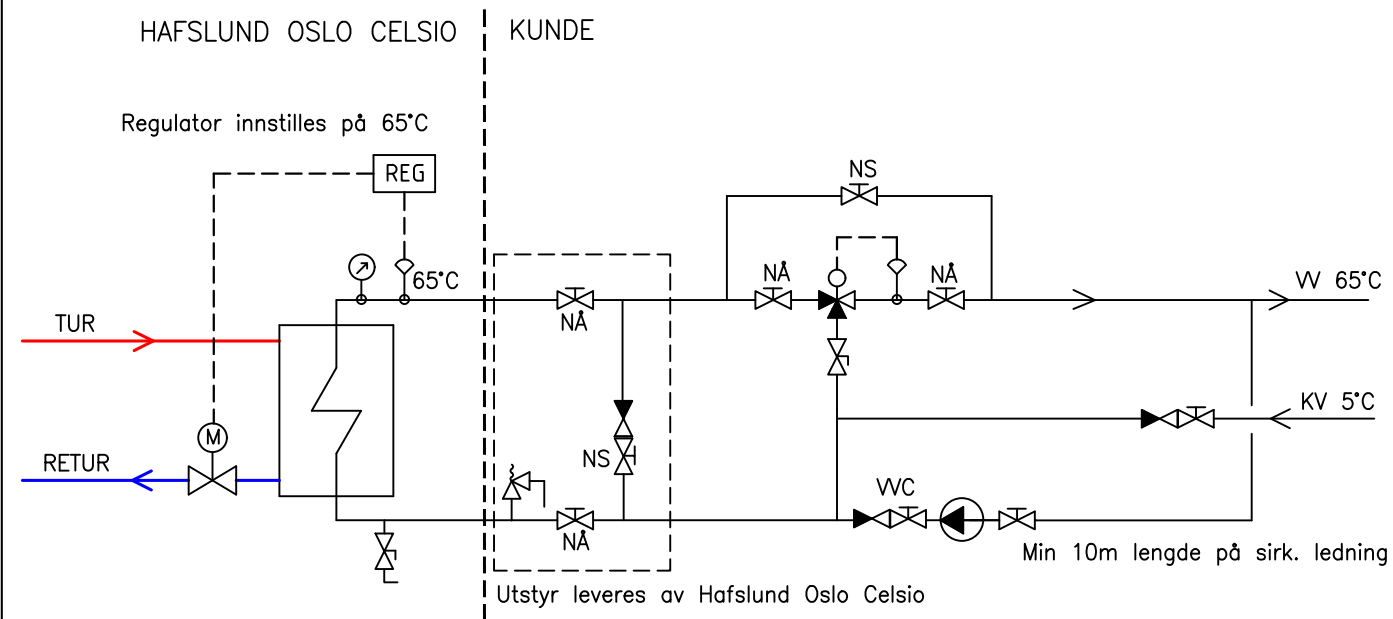 HAFSLUND OSLO CELSIO
KUNDE
Regulator innstilles på 65°C
REG
NS
65°C
NÅ
NÅ
VV 65°C
TUR
NÅ
KV 5°C
M
RETUR
NS
VVC
NÅ
Min 10m lengde på sirk. ledning
Utstyr leveres av Hafslund Oslo Celsio